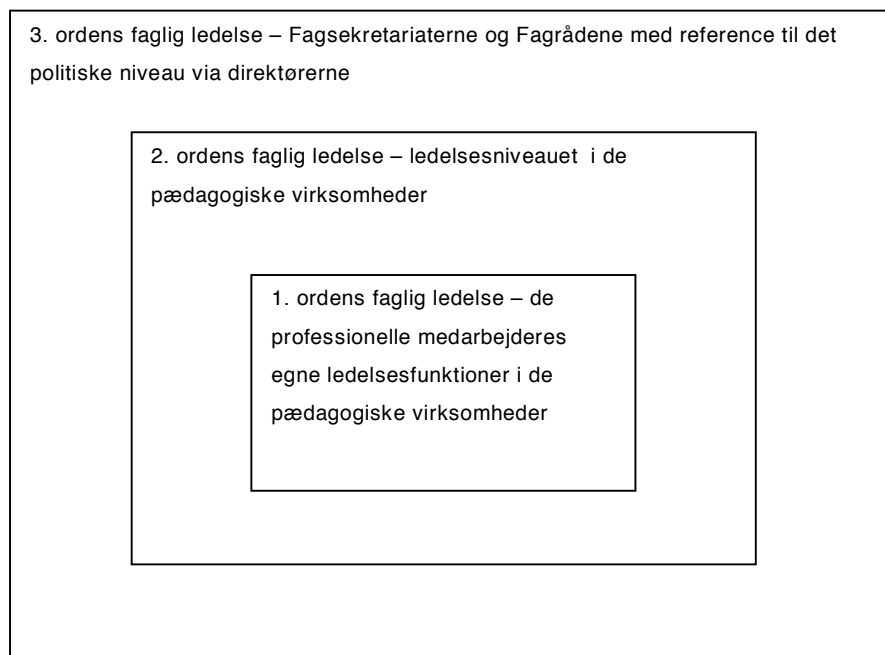 3. ordens faglig ledelse – Fagsekretariaterne og Fagrådene med reference til det
politiske niveau via direktørerne
2. ordens faglig ledelse – ledelsesniveauet i de
pædagogiske virksomheder
1. ordens faglig ledelse – de
professionelle medarbejderes
egne ledelsesfunktioner i de
pædagogiske virksomheder